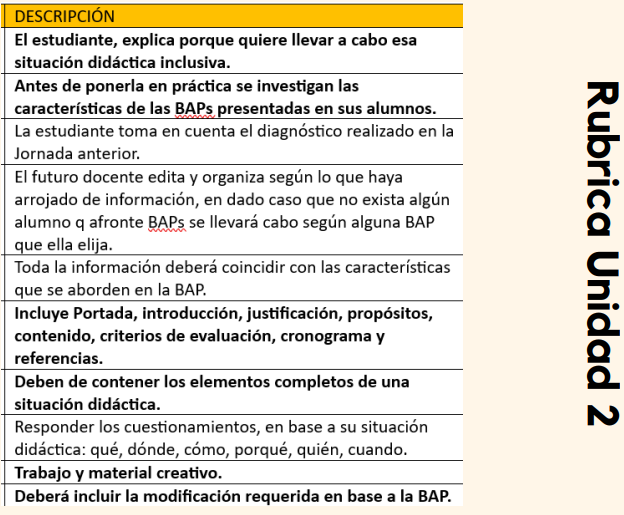 DESCRIPCIÓN
El estudiante, explica porque quiere llevar a cabo esa
situación didáctica inclusiva.
Antes de ponerla en práctica se investigan las
características de las BAPs presentadas en sus alumnos.
La estudiante toma en cuenta el diagnóstico realizado en la
Jornada anterior.
El futuro docente edita y organiza según lo que haya
arrojado de información, en dado caso que no exista algún
alumno q afronte BAPs se llevará cabo según alguna BAP
que ella elija.
Toda la información deberá coincidir con las características
que se aborden en la BAP.
Incluye Portada, introducción, justificación, propósitos,
contenido, criterios de evaluación, cronograma y
referencias.
Deben de contener los elementos completos de una
situación didáctica.
Responder los cuestionamientos, en base a su situación
didáctica: qué, dónde, cómo, porqué, quién, cuando.
Trabajo y material creativo.
Deberá incluir la modificación requerida en base a la BAP.
Rubrica Unidad 2